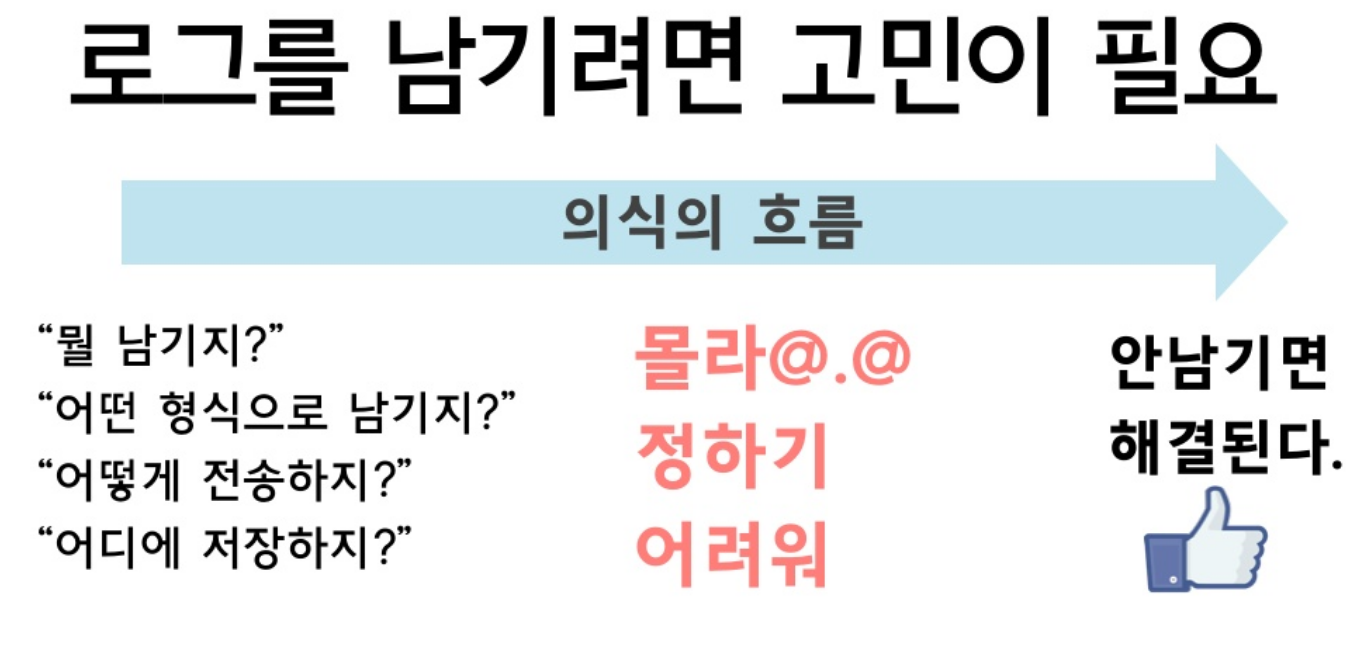 로그를 남기려면 고민이 필요
의식의 흐름
“뭘 남기지?”
“어떤 형식으로 남기지?”
“어떻게 전송하지?”
“어디에 저장하지?”
몰라@.@
정하기
어려워
안남기면
해결된다.